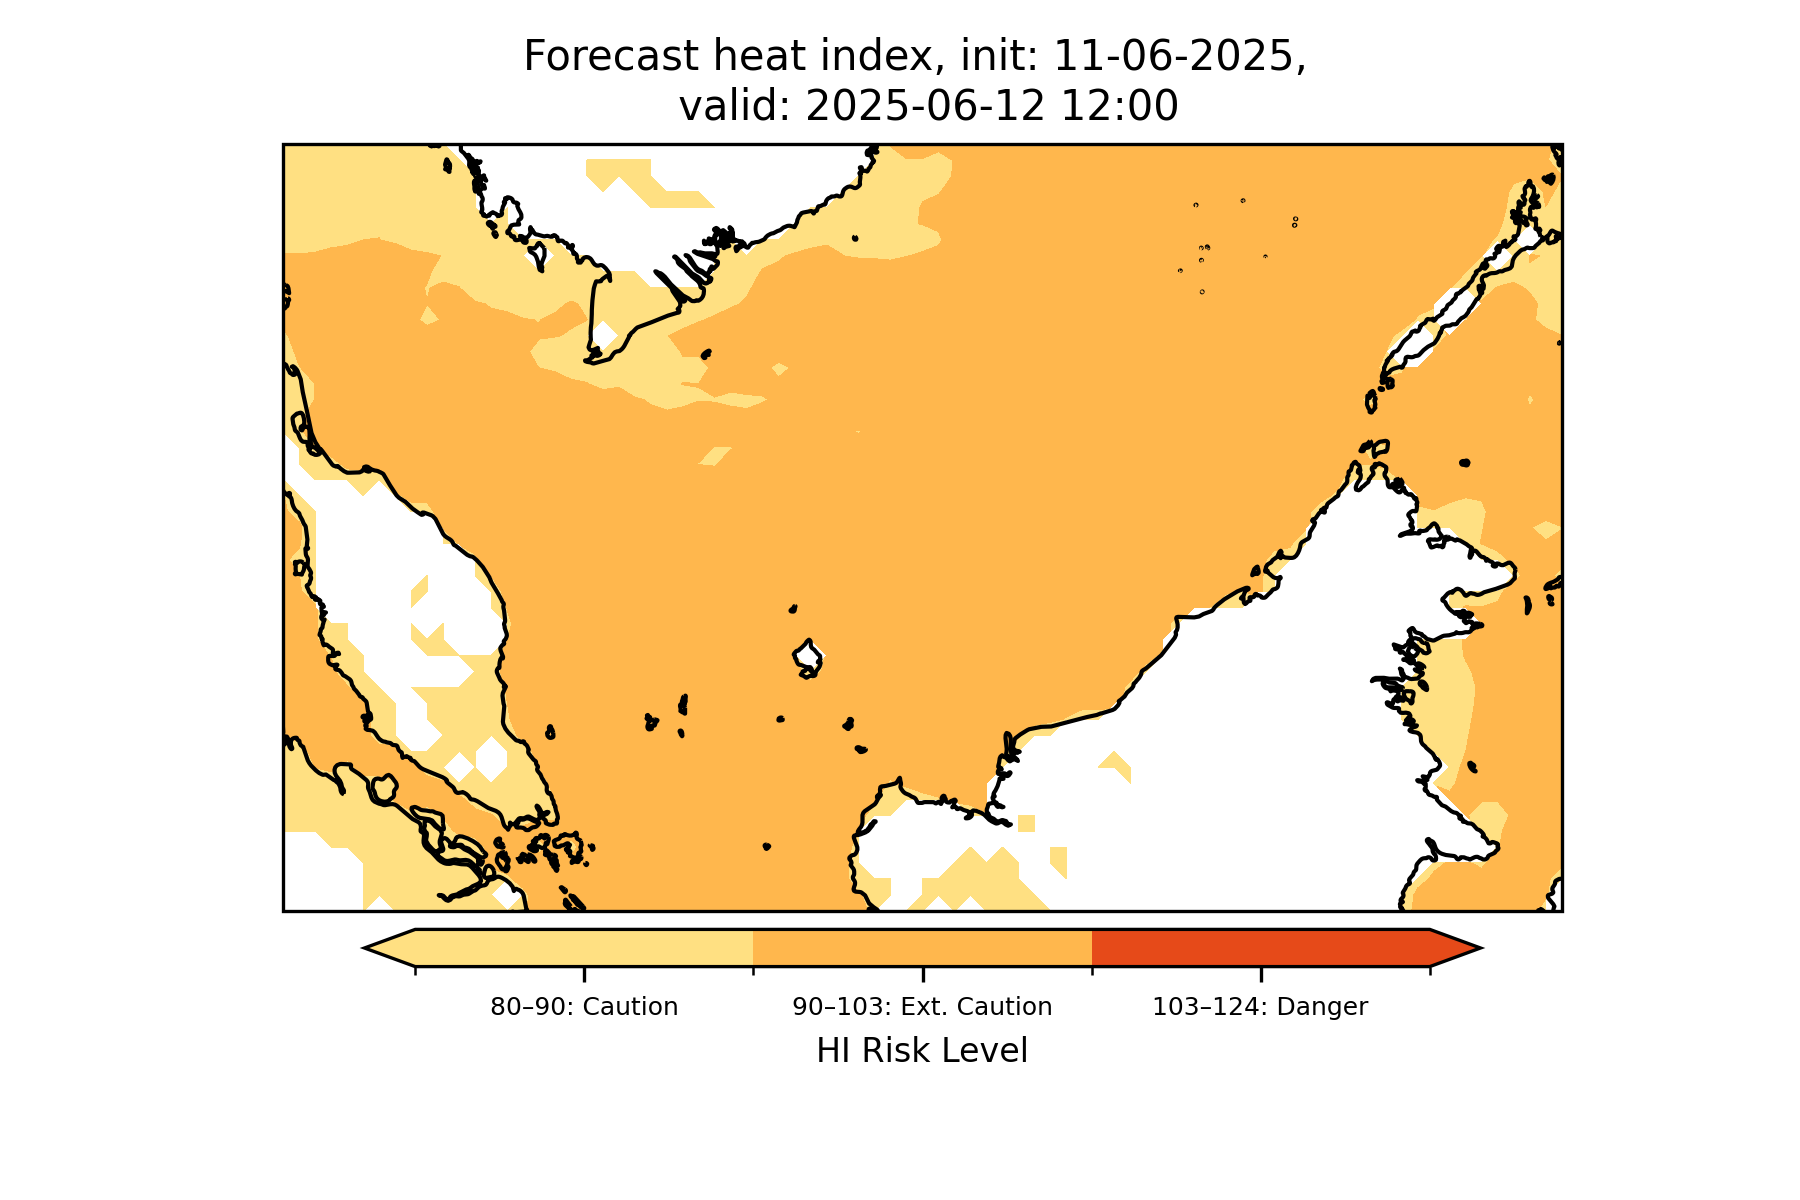 Forecast heat index, init: 11-06-2025,
valid: 2025-06-12 12:00
80–90: Caution
90–103: Ext. Caution
103–124: Danger
HI Risk Level